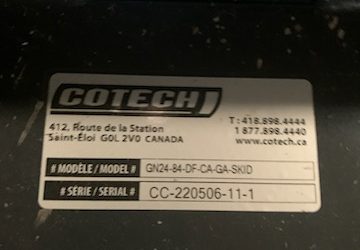 COTECH
412, Route de la Station
Saint-Éloi G0L 2V0 CANADA
T: 418.898.4444
1 877.898.4440
www.cotech.ca
# MODÈLE / MODEL # GN24-84-DF-CA-GA-SKID
# SÉRIE / SERIAL # CC-220506-11-1